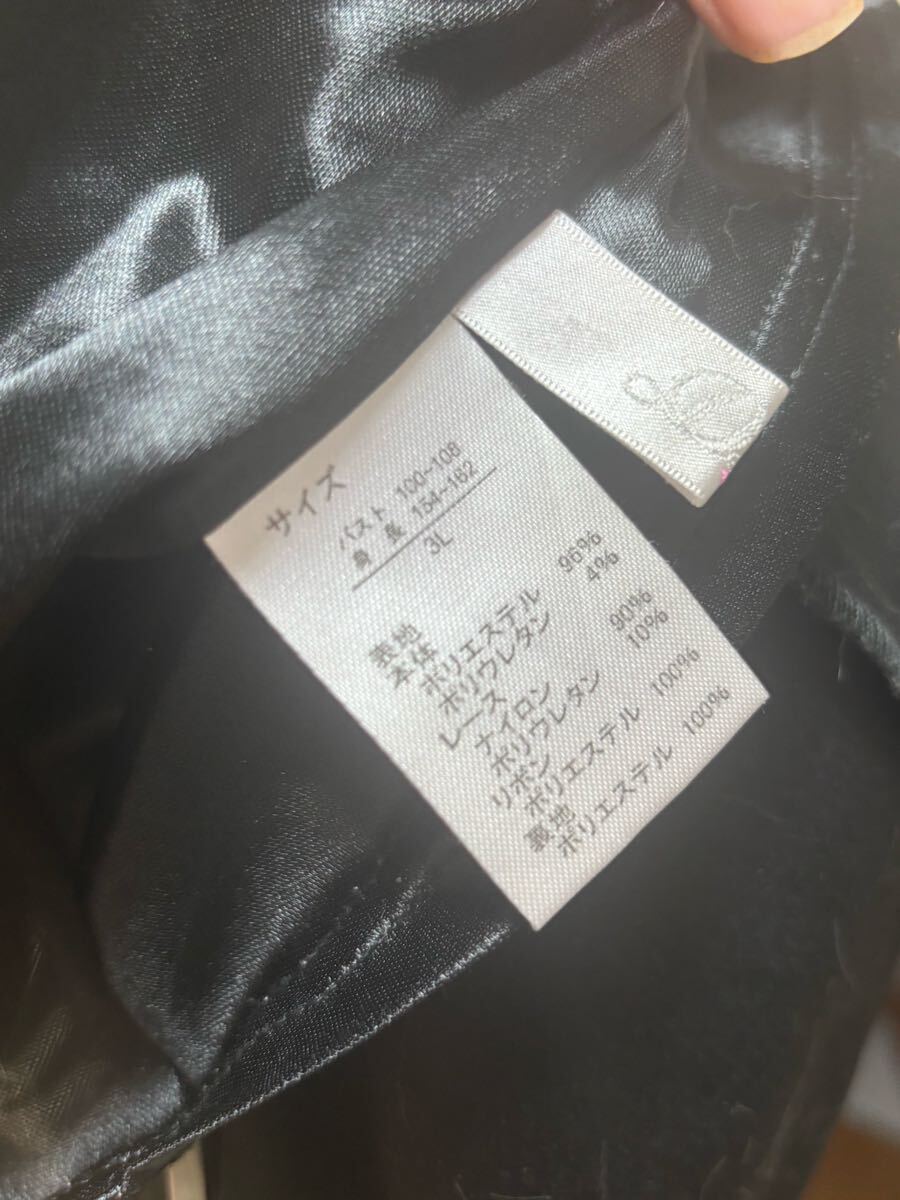 サイズ
バスト 100~108
身 長 154~162
3L
表地
本体
ポリエステル 96%
ポリウレタン 4%
レース
ナイロン 90%
ポリウレタン 10%
リボン
ポリエステル 100%
裏地
ポリエステル 100%